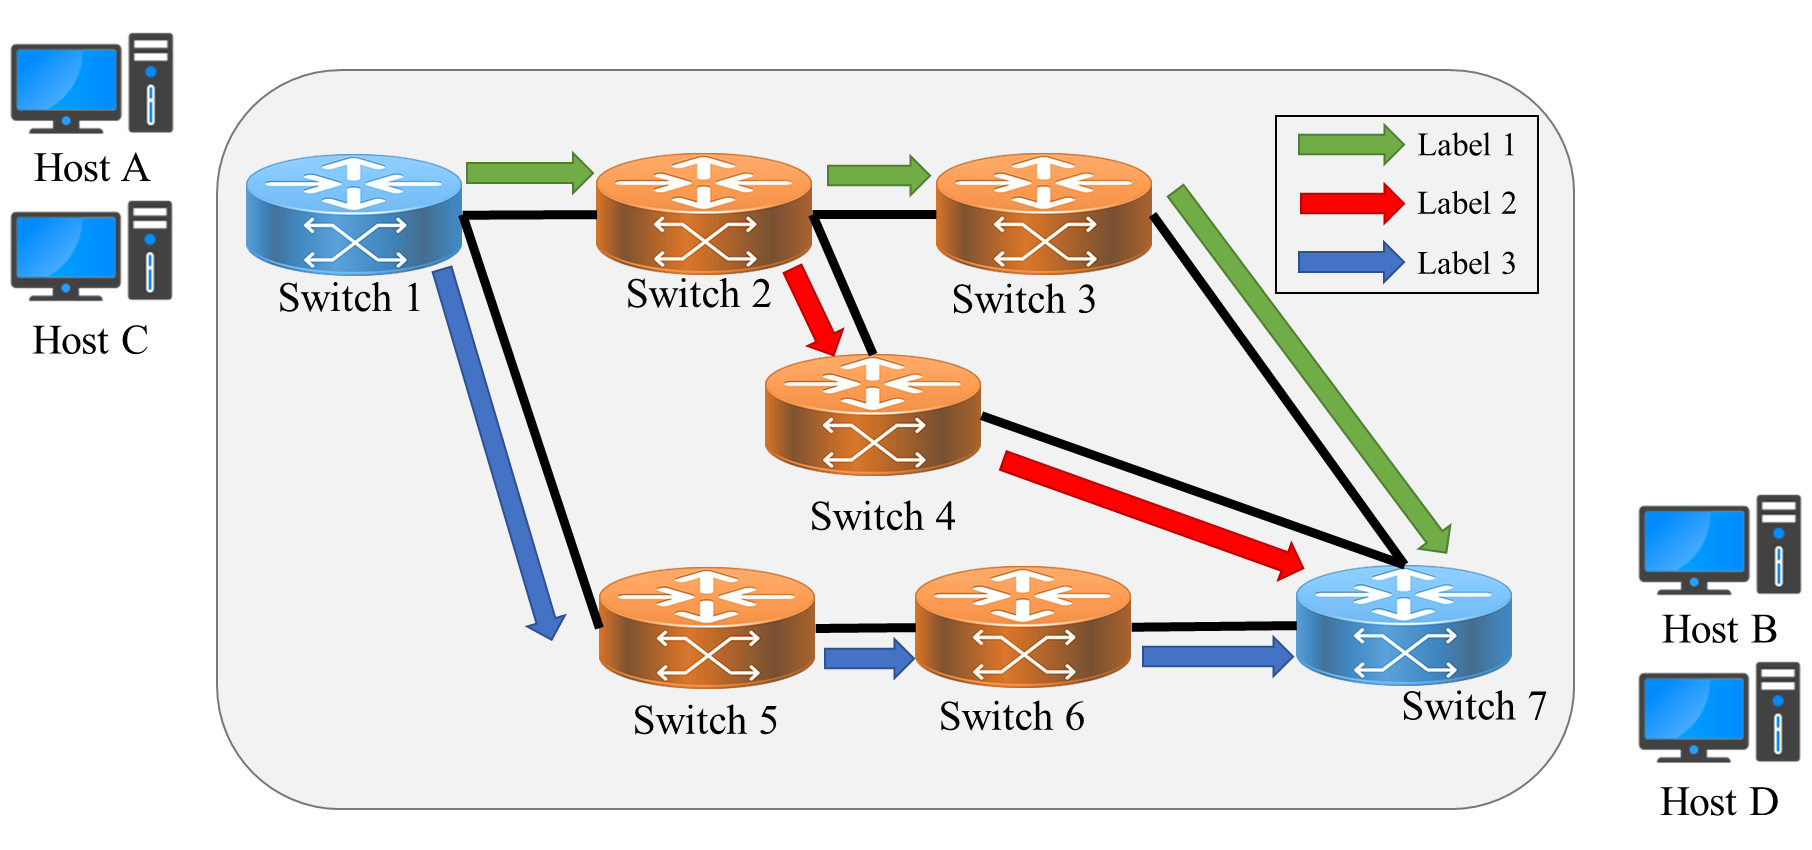 Host A
Host C
Label 1
Label 2
Label 3
Switch 1
Switch 2
Switch 3
Switch 4
Switch 5
Switch 6
Switch 7
Host B
Host D